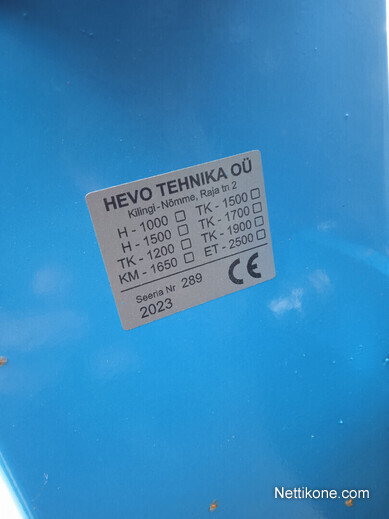 HEVO TEHNIKA OÜ
Kilingi-Nõmme, Raja tn 2
H - 1000 TK - 1500
H - 1500 TK - 1700
TK - 1200 TK - 1900
KM - 1650 ET - 2500
Seeria Nr 289
2023 CE
Nettikone.com